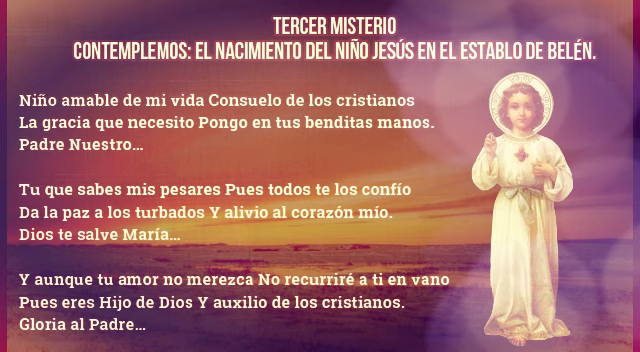 TERCER MISTERIO
CONTEMPLEMOS: EL NACIMIENTO DEL NIÑO JESÚS EN EL ESTABLO DE BELÉN.
Niño amable de mi vida Consuelo de los cristianos
La gracia que necesito Pongo en tus benditas manos.
Padre Nuestro...
Tu que sabes mis pesares Pues todos te los confío
Da la paz a los turbados Y alivio al corazón mío.
Dios te salve María...
Y aunque tu amor no merezca No recurriré a ti en vano
Pues eres Hijo de Dios Y auxilio de los cristianos.
Gloria al Padre...